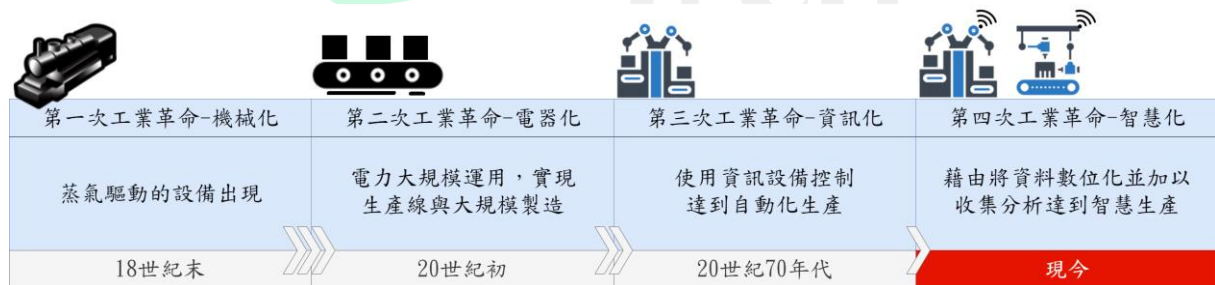 第一次工業革命-機械化
第二次工業革命-電器化
第三次工業革命-資訊化
第四次工業革命-智慧化
蒸氣驅動的設備出現
電力大規模運用，實現
生產線與大規模製造
使用資訊設備控制
達到自動化生產
藉由將資料數位化並加以
收集分析達到智慧生產
18世紀末
20世紀初
20世紀70年代
現今